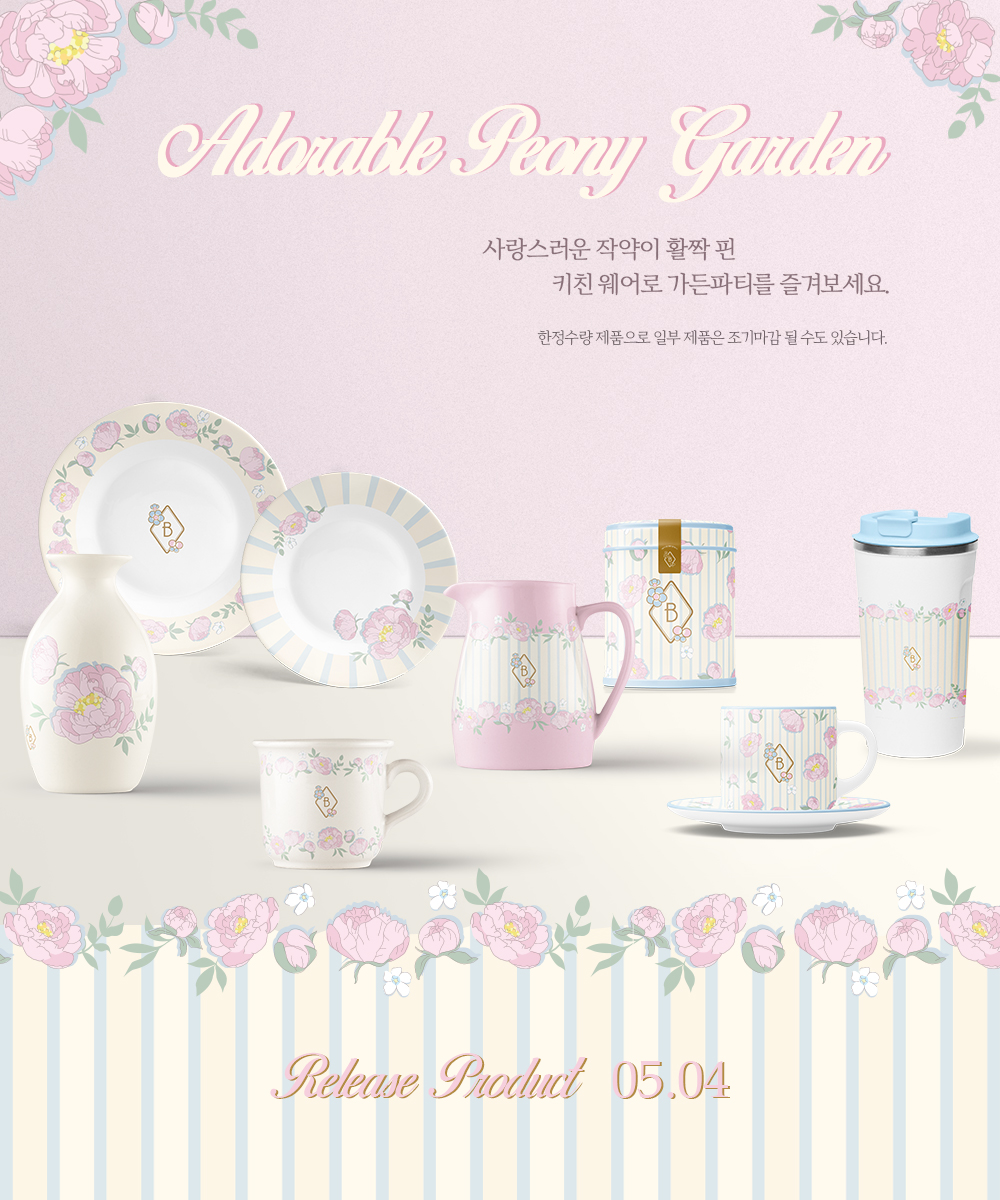 Adorable Peony Garden
사랑스러운 작약이 활짝 핀
키친 웨어로 가든파티를 즐겨보세요.
한정수량 제품으로 일부 제품은 조기마감 될 수도 있습니다.
B
B
B
B
B
B
Release Product 05.04